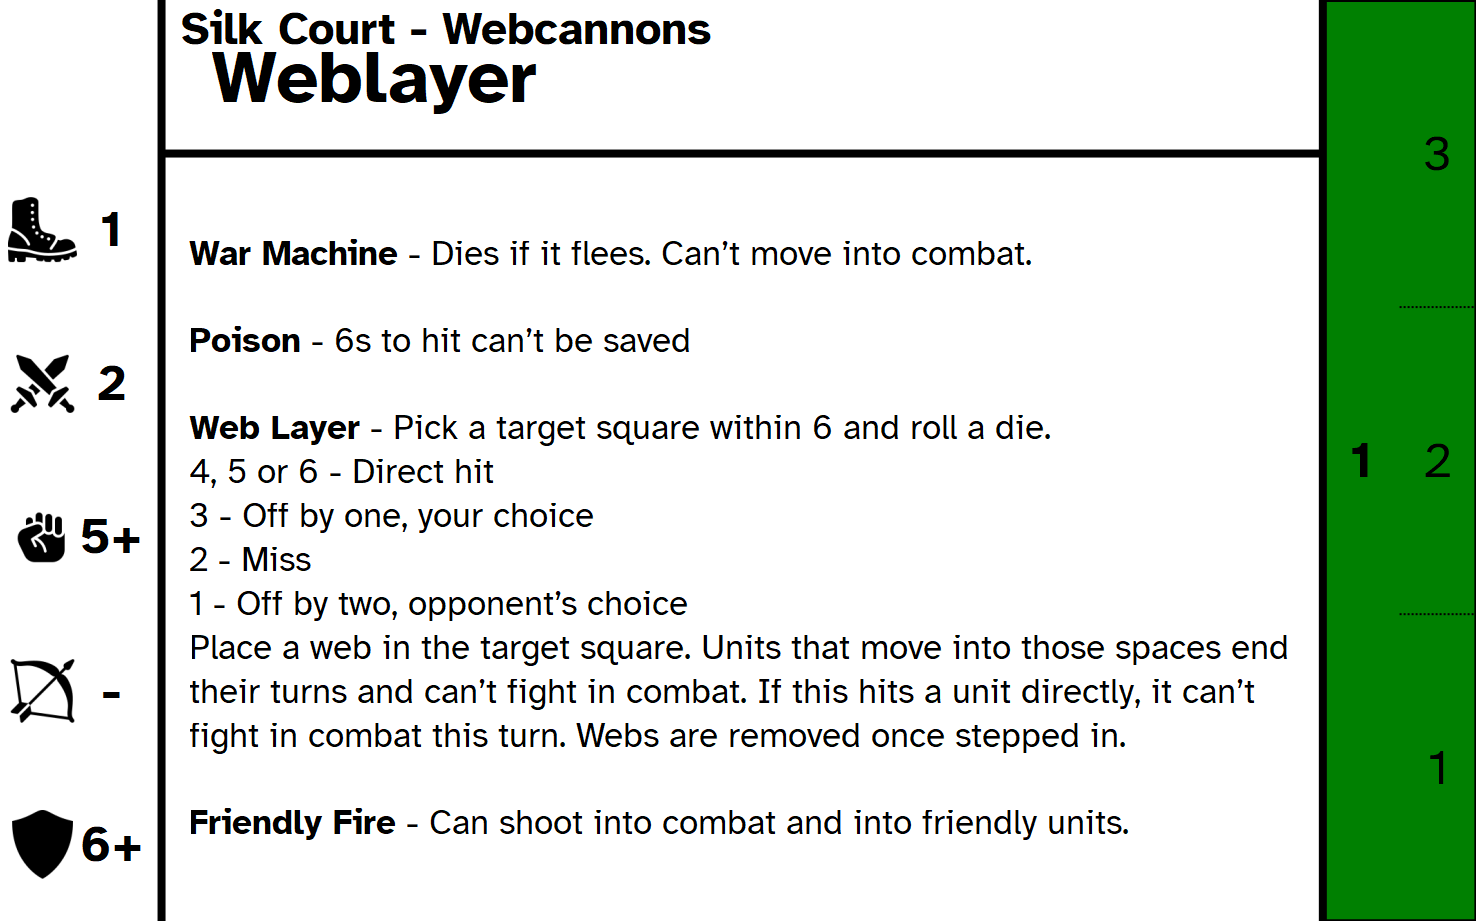 Silk Court - Webcannons
Weblayer
1
2
5+
-
6+
War Machine - Dies if it flees. Can’t move into combat.
Poison - 6s to hit can’t be saved
Web Layer - Pick a target square within 6 and roll a die.
4, 5 or 6 - Direct hit
3 - Off by one, your choice
2 - Miss
1 - Off by two, opponent’s choice
Place a web in the target square. Units that move into those spaces end
their turns and can’t fight in combat. If this hits a unit directly, it can’t
fight in combat this turn. Webs are removed once stepped in.
Friendly Fire - Can shoot into combat and into friendly units.
3
1 2
1